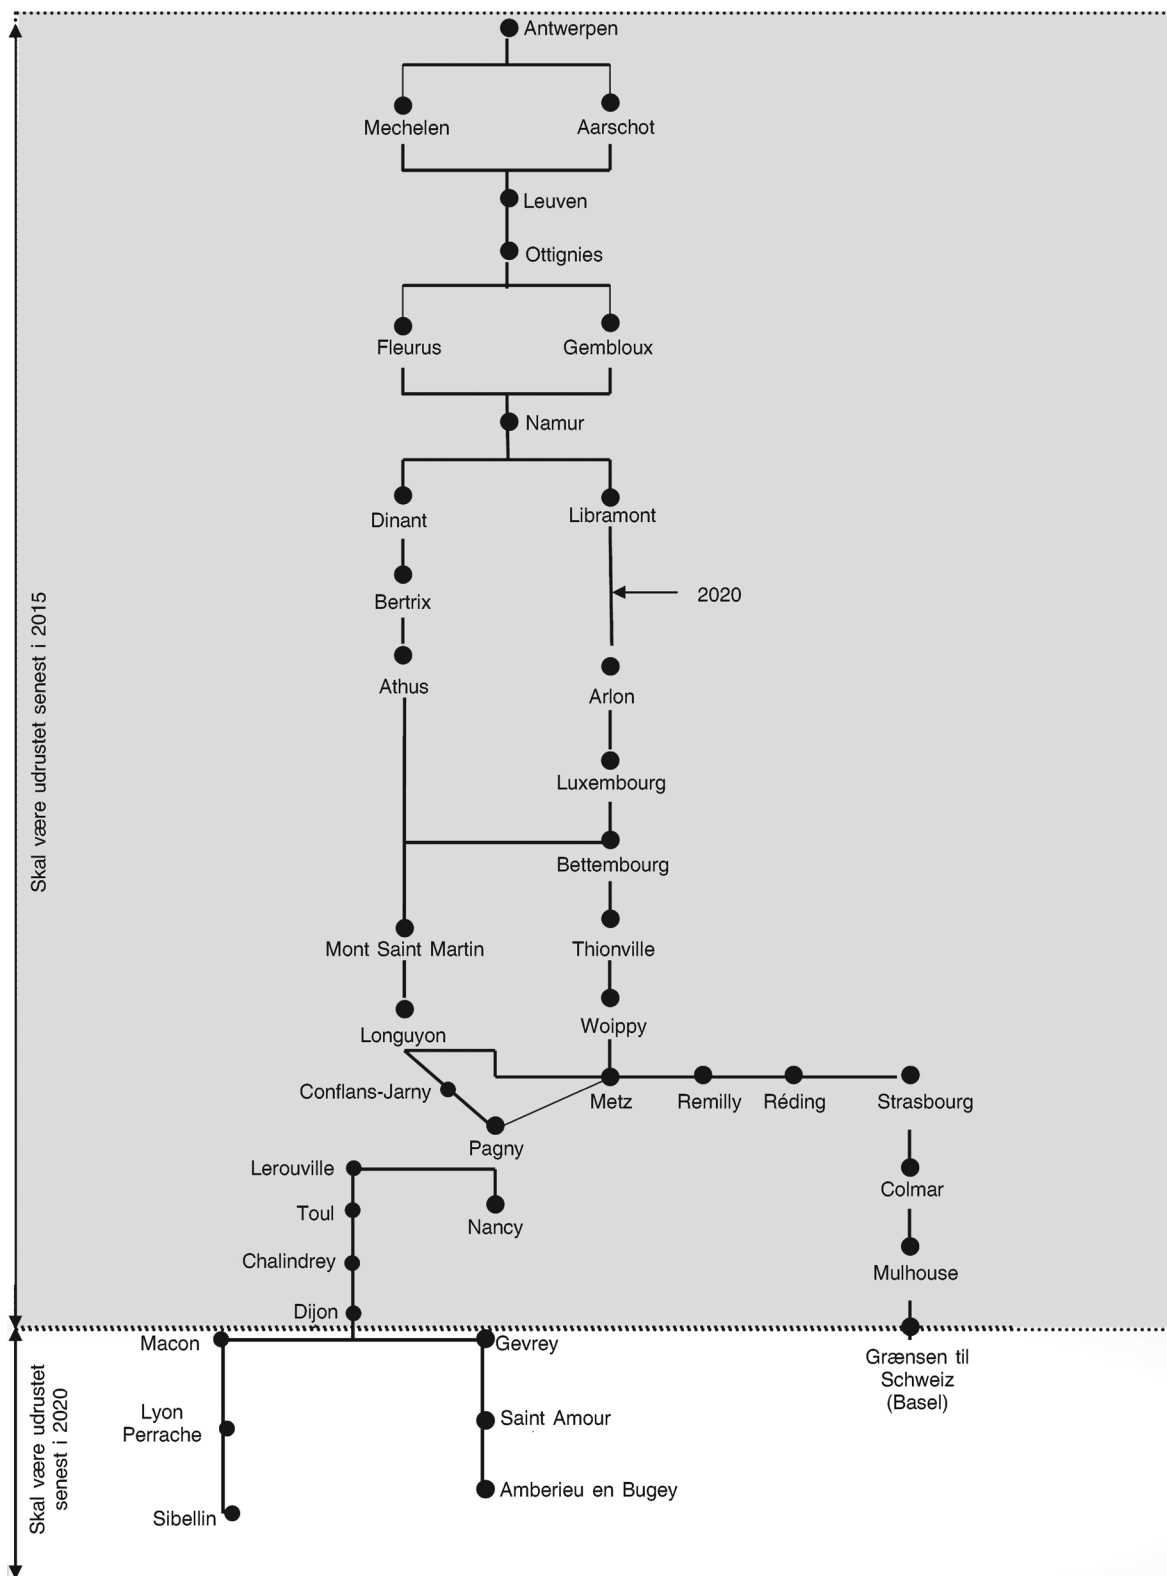 Antwerpen
Mechelen
Aarschot
Leuven
Ottignies
Fleurus
Gembloux
Namur
Dinant
Libramont
Bertrix
2020
Athus
Arlon
Luxembourg
Bettembourg
Mont Saint Martin
Thionville
Longuyon
Woippy
Conflans-Jarny
Metz
Remilly
Réding
Strasbourg
Pagny
Lerouville
Colmar
Toul
Nancy
Chalindrey
Mulhouse
Dijon
Macon
Gevrey
Grænsen til
Schweiz
(Basel)
Lyon
Perrache
Saint Amour
Amberieu en Bugey
Sibellin
Skal være udrustet senest i 2015
Skal være udrustet
senest i 2020